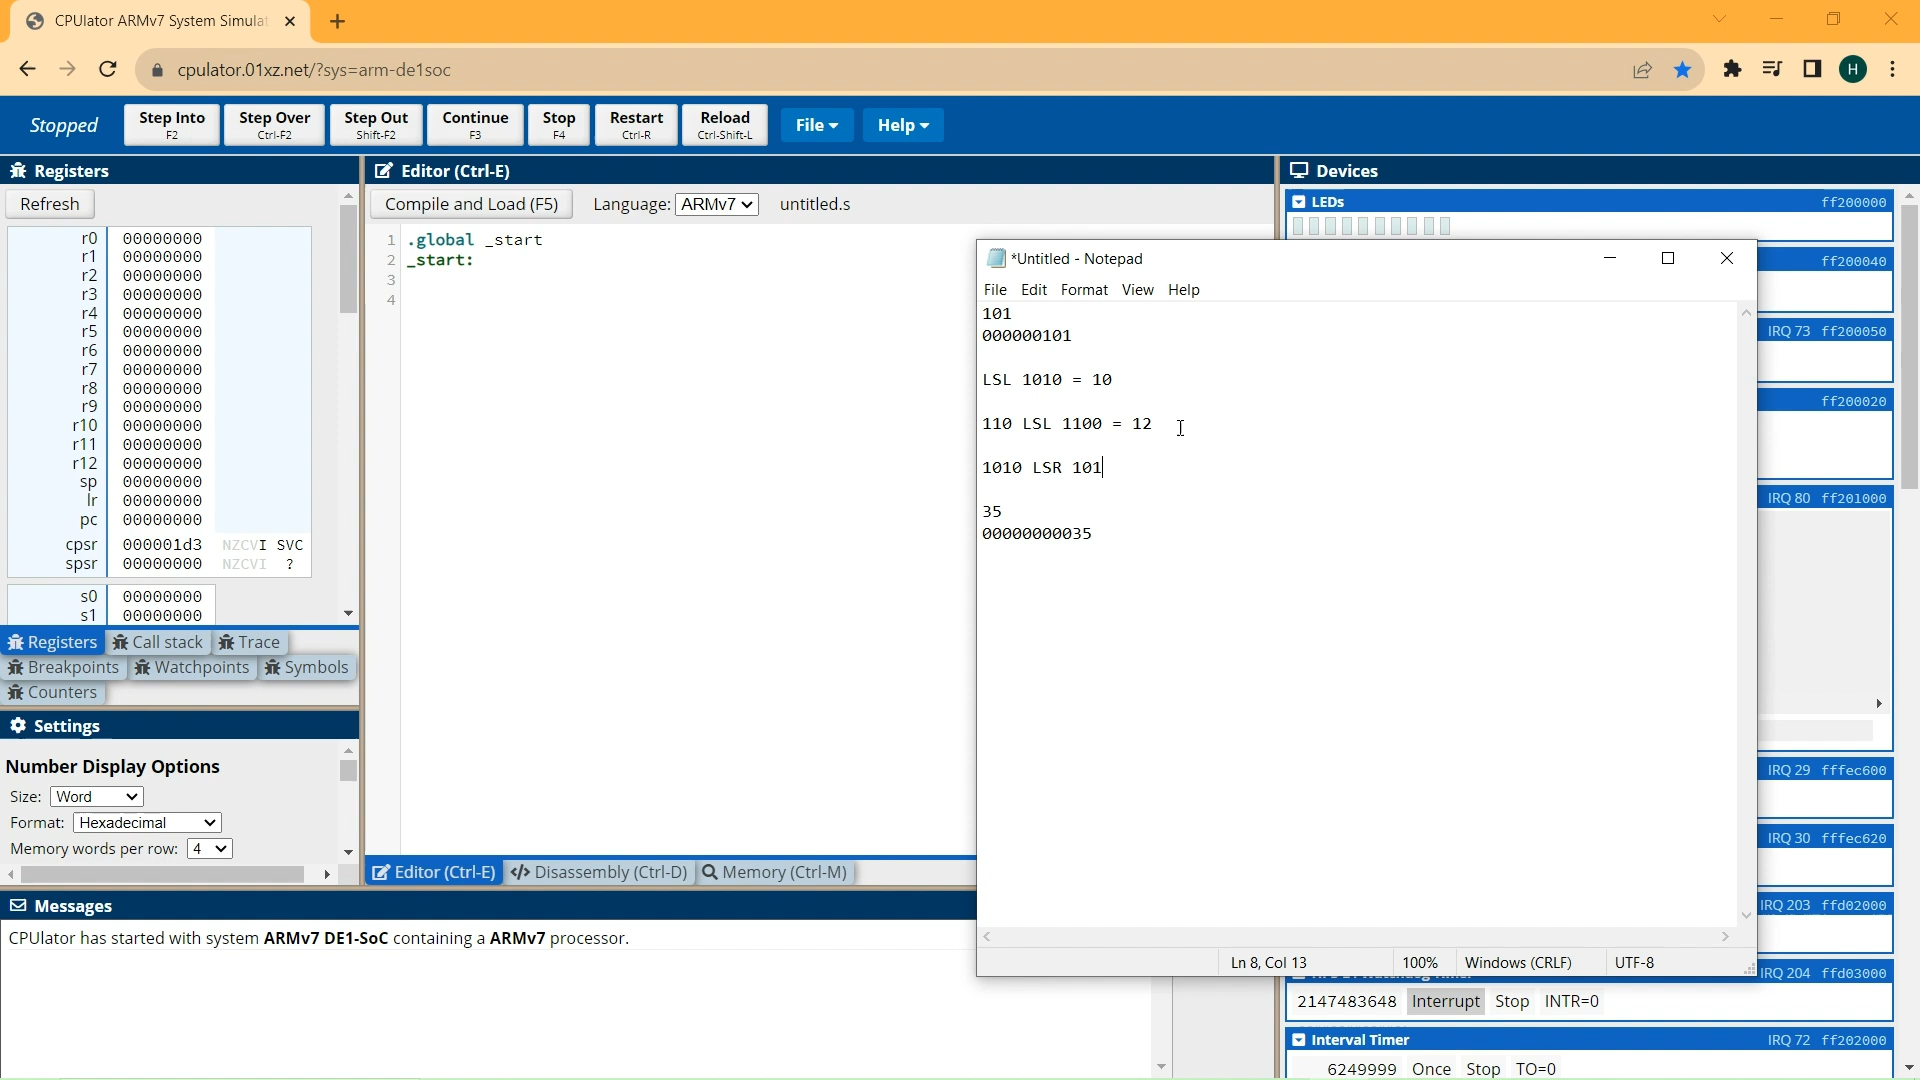 CPUlator ARMv7 System Simulat
cpulator.01xz.net/?sys=arm-de1soc
H
Stopped
Step Into
F2
Step Over
Ctrl-F2
Step Out
Shift-F2
Continue
F3
Stop
F4
Restart
Ctrl-R
Reload
Ctrl-Shift-L
File
Help
Registers
Refresh
r0 00000000
r1 00000000
r2 00000000
r3 00000000
r4 00000000
r5 00000000
r6 00000000
r7 00000000
r8 00000000
r9 00000000
r10 00000000
r11 00000000
r12 00000000
sp 00000000
lr 00000000
pc 00000000
cpsr 000001d3 NZCVI SVC
spsr 00000000 NZCVI ?
s0 00000000
s1 00000000
Registers Call stack Trace
Breakpoints Watchpoints Symbols
Counters
Settings
Number Display Options
Size: Word
Format: Hexadecimal
Memory words per row: 4
Editor (Ctrl-E)
Compile and Load (F5) Language: ARMv7 untitled.s
1 .global _start
2 _start:
3
4
Editor (Ctrl-E) Disassembly (Ctrl-D) Memory (Ctrl-M)
Messages
CPUlator has started with system ARMv7 DE1-SoC containing a ARMv7 processor.
*Untitled - Notepad
File Edit Format View Help
101
000000101
LSL 1010 = 10
110 LSL 1100 = 12
1010 LSR 101
35
00000000035
Ln 8, Col 13 100% Windows (CRLF) UTF-8
Devices
LEDs ff200000
ff200040
IRQ 73 ff200050
ff200020
IRQ 80 ff201000
IRQ 29 fffec600
IRQ 30 fffec620
IRQ 203 ffd02000
IRQ 204 ffd03000
2147483648 Interrupt Stop INTR=0
Interval Timer IRQ 72 ff202000
6249999 Once Stop TO=0